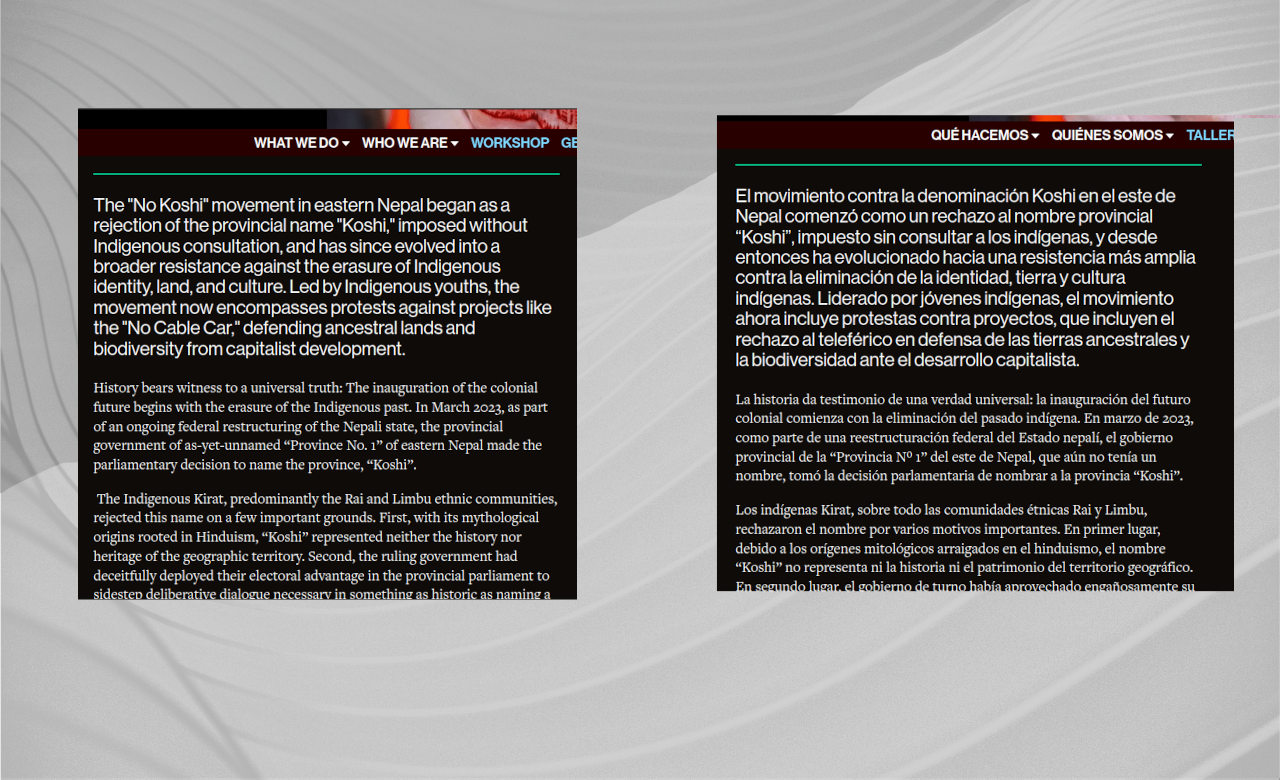 WHAT WE DO WHO WE ARE WORKSHOP GE
The "No Koshi" movement in eastern Nepal began as a
rejection of the provincial name "Koshi," imposed without
Indigenous consultation, and has since evolved into a
broader resistance against the erasure of Indigenous
identity, land, and culture. Led by Indigenous youths, the
movement now encompasses protests against projects like
the "No Cable Car," defending ancestral lands and
biodiversity from capitalist development.
History bears witness to a universal truth: The inauguration of the colonial
future begins with the erasure of the Indigenous past. In March 2023, as part
of an ongoing federal restructuring of the Nepali state, the provincial
government of as-yet-unnamed “Province No. 1” of eastern Nepal made the
parliamentary decision to name the province, “Koshi”.
The Indigenous Kirat, predominantly the Rai and Limbu ethnic communities,
rejected this name on a few important grounds. First, with its mythological
origins rooted in Hinduism, “Koshi” represented neither the history nor
heritage of the geographic territory. Second, the ruling government had
deceitfully deployed their electoral advantage in the provincial parliament to
sidestep deliberative dialogue necessary in something as historic as naming a
QUÉ HACEMOS QUIÉNES SOMOS TALLER
El movimiento contra la denominación Koshi en el este de
Nepal comenzó como un rechazo al nombre provincial
“Koshi”, impuesto sin consultar a los indígenas, y desde
entonces ha evolucionado hacia una resistencia más amplia
contra la eliminación de la identidad, tierra y cultura
indígenas. Liderado por jóvenes indígenas, el movimiento
ahora incluye protestas contra proyectos, que incluyen el
rechazo al teleférico en defensa de las tierras ancestrales y
la biodiversidad ante el desarrollo capitalista.
La historia da testimonio de una verdad universal: la inauguración del futuro
colonial comienza con la eliminación del pasado indígena. En marzo de 2023,
como parte de una reestructuración federal del Estado nepalí, el gobierno
provincial de la “Provincia Nº 1” del este de Nepal, que aún no tenía un
nombre, tomó la decisión parlamentaria de nombrar a la provincia “Koshi”.
Los indígenas Kirat, sobre todo las comunidades étnicas Rai y Limbu,
rechazaron el nombre por varios motivos importantes. En primer lugar,
debido a los orígenes mitológicos arraigados en el hinduismo, el nombre
“Koshi” no representa ni la historia ni el patrimonio del territorio geográfico.
En segundo lugar, el gobierno de turno había aprovechado engañosamente su